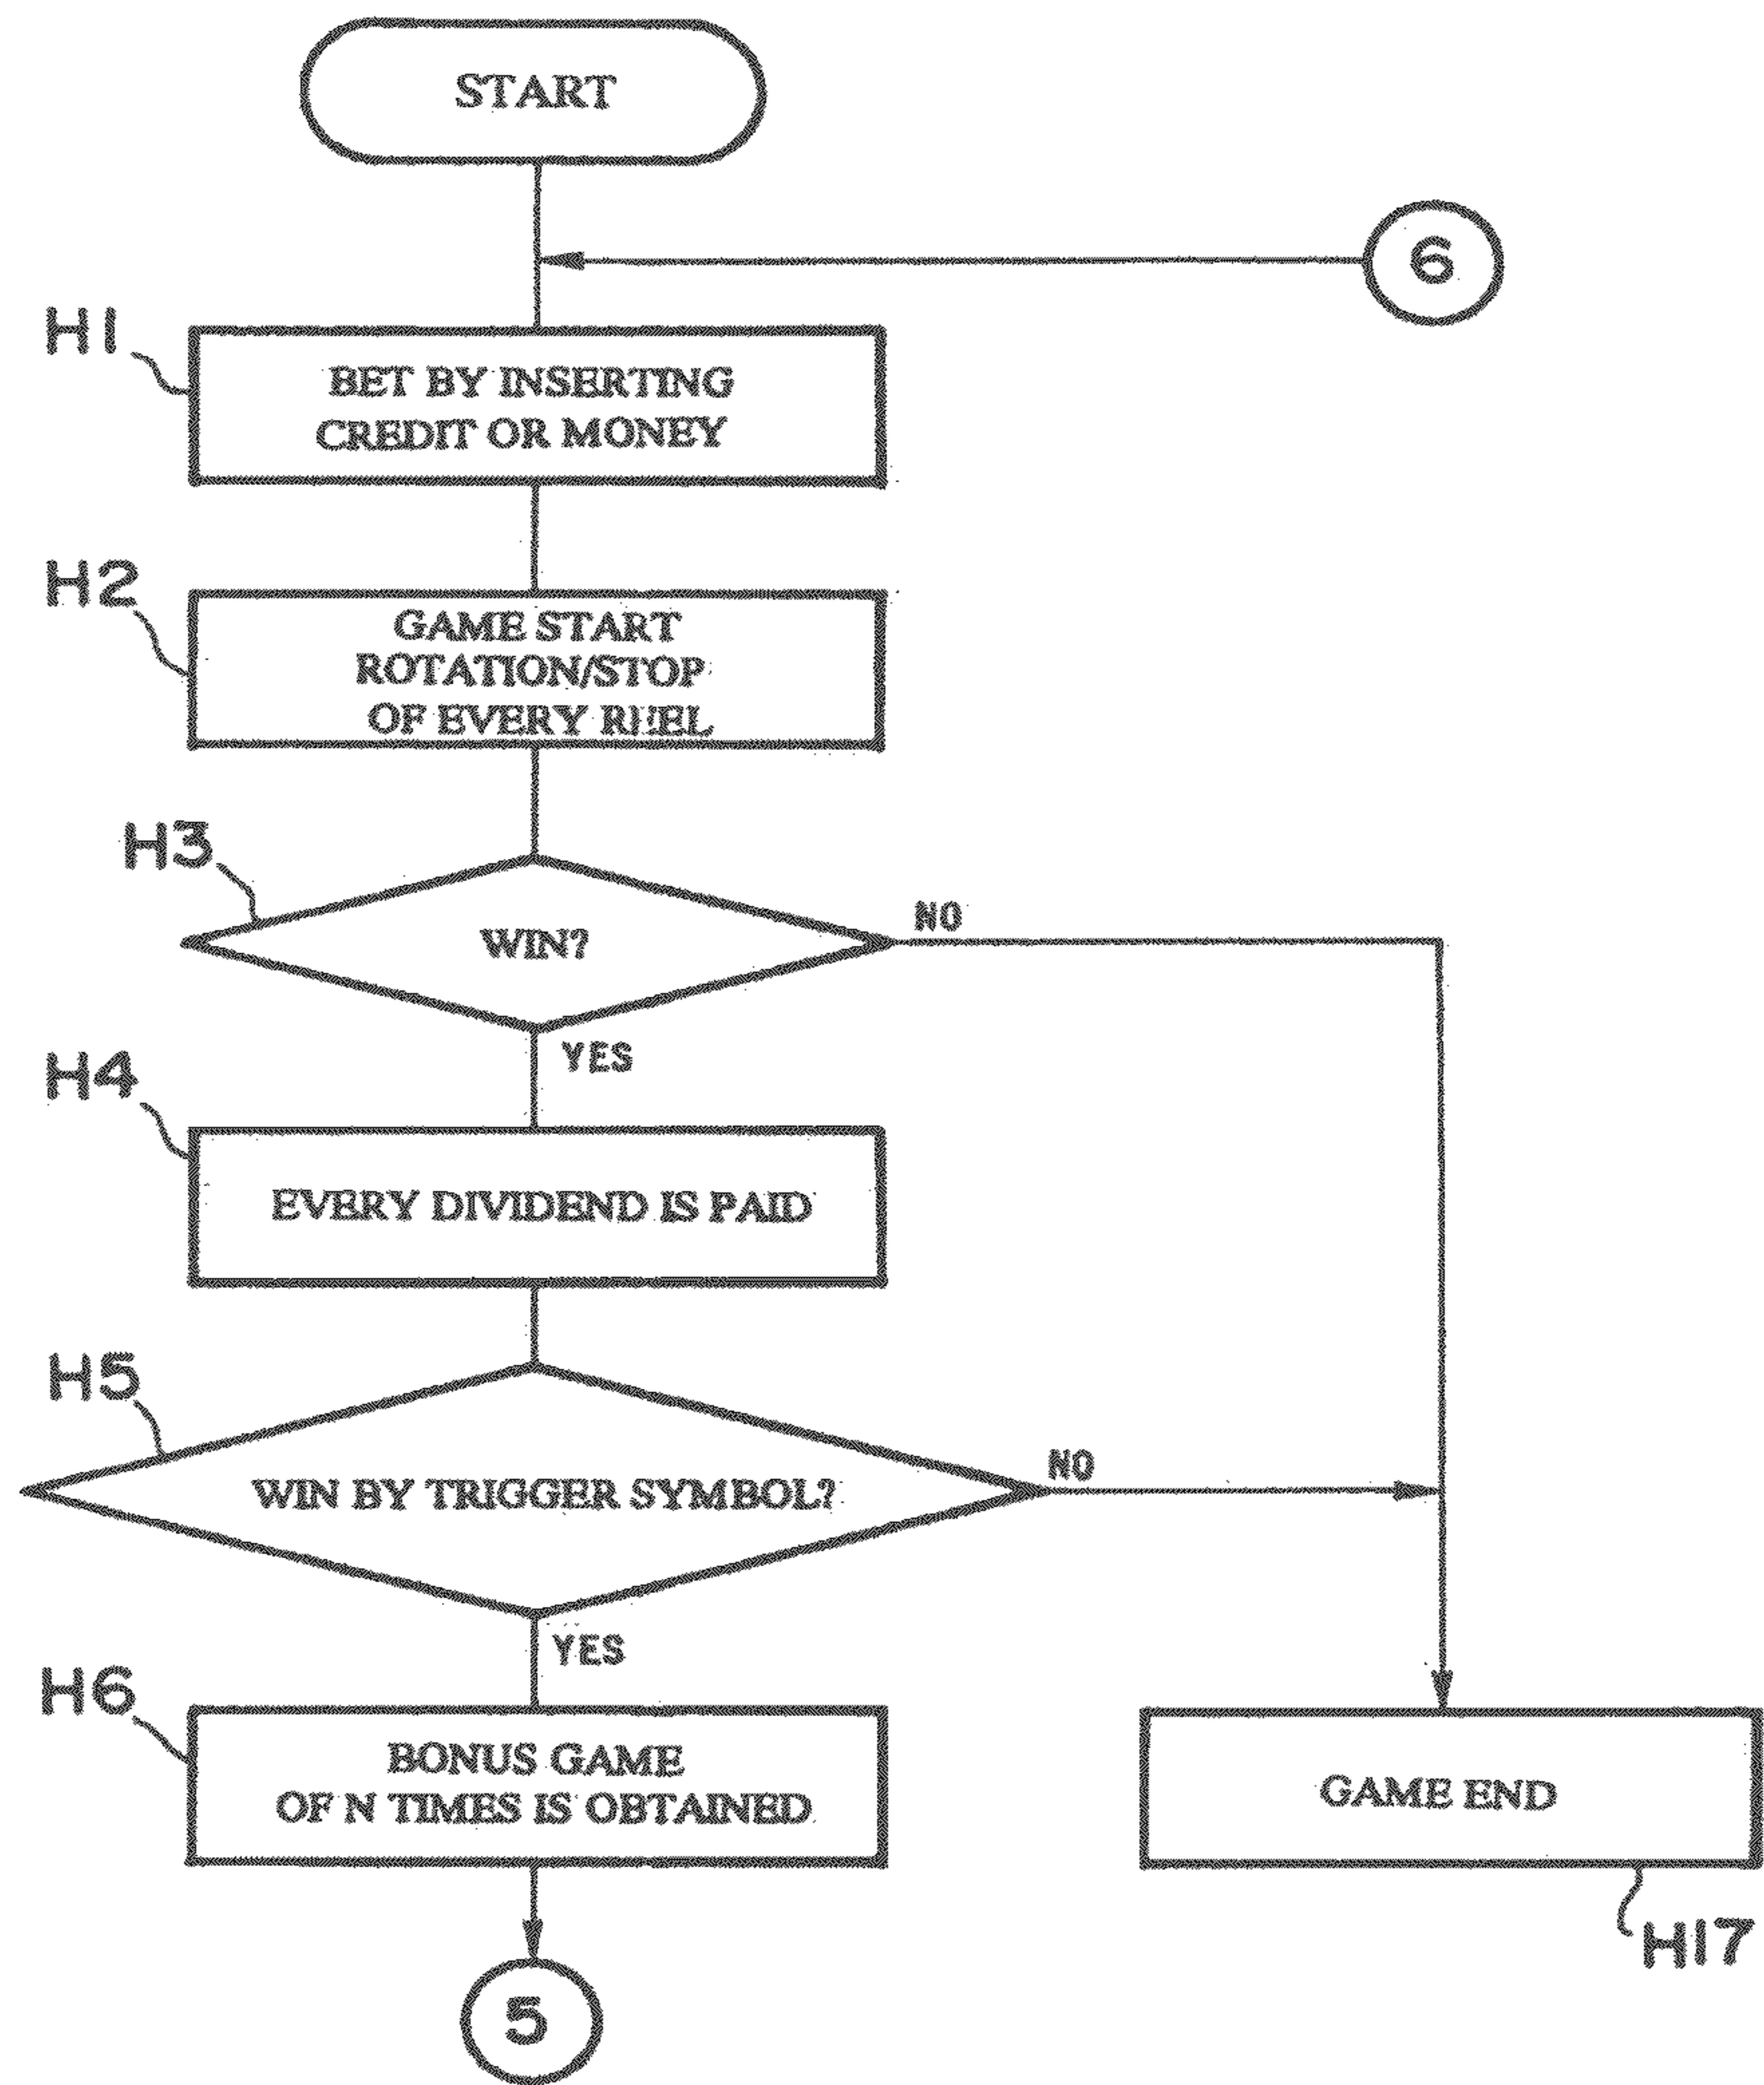 START
6
H1
BET BY INSERTING
CREDIT OR MONEY
H2
GAME START
ROTATION/STOP
OF EVERY REEL
H3
WIN?
NO
YES
H4
EVERY DIVIDEND IS PAID
H5
WIN BY TRIGGER SYMBOL?
NO
YES
H6
BONUS GAME
OF N TIMES IS OBTAINED
GAME END
H17
5